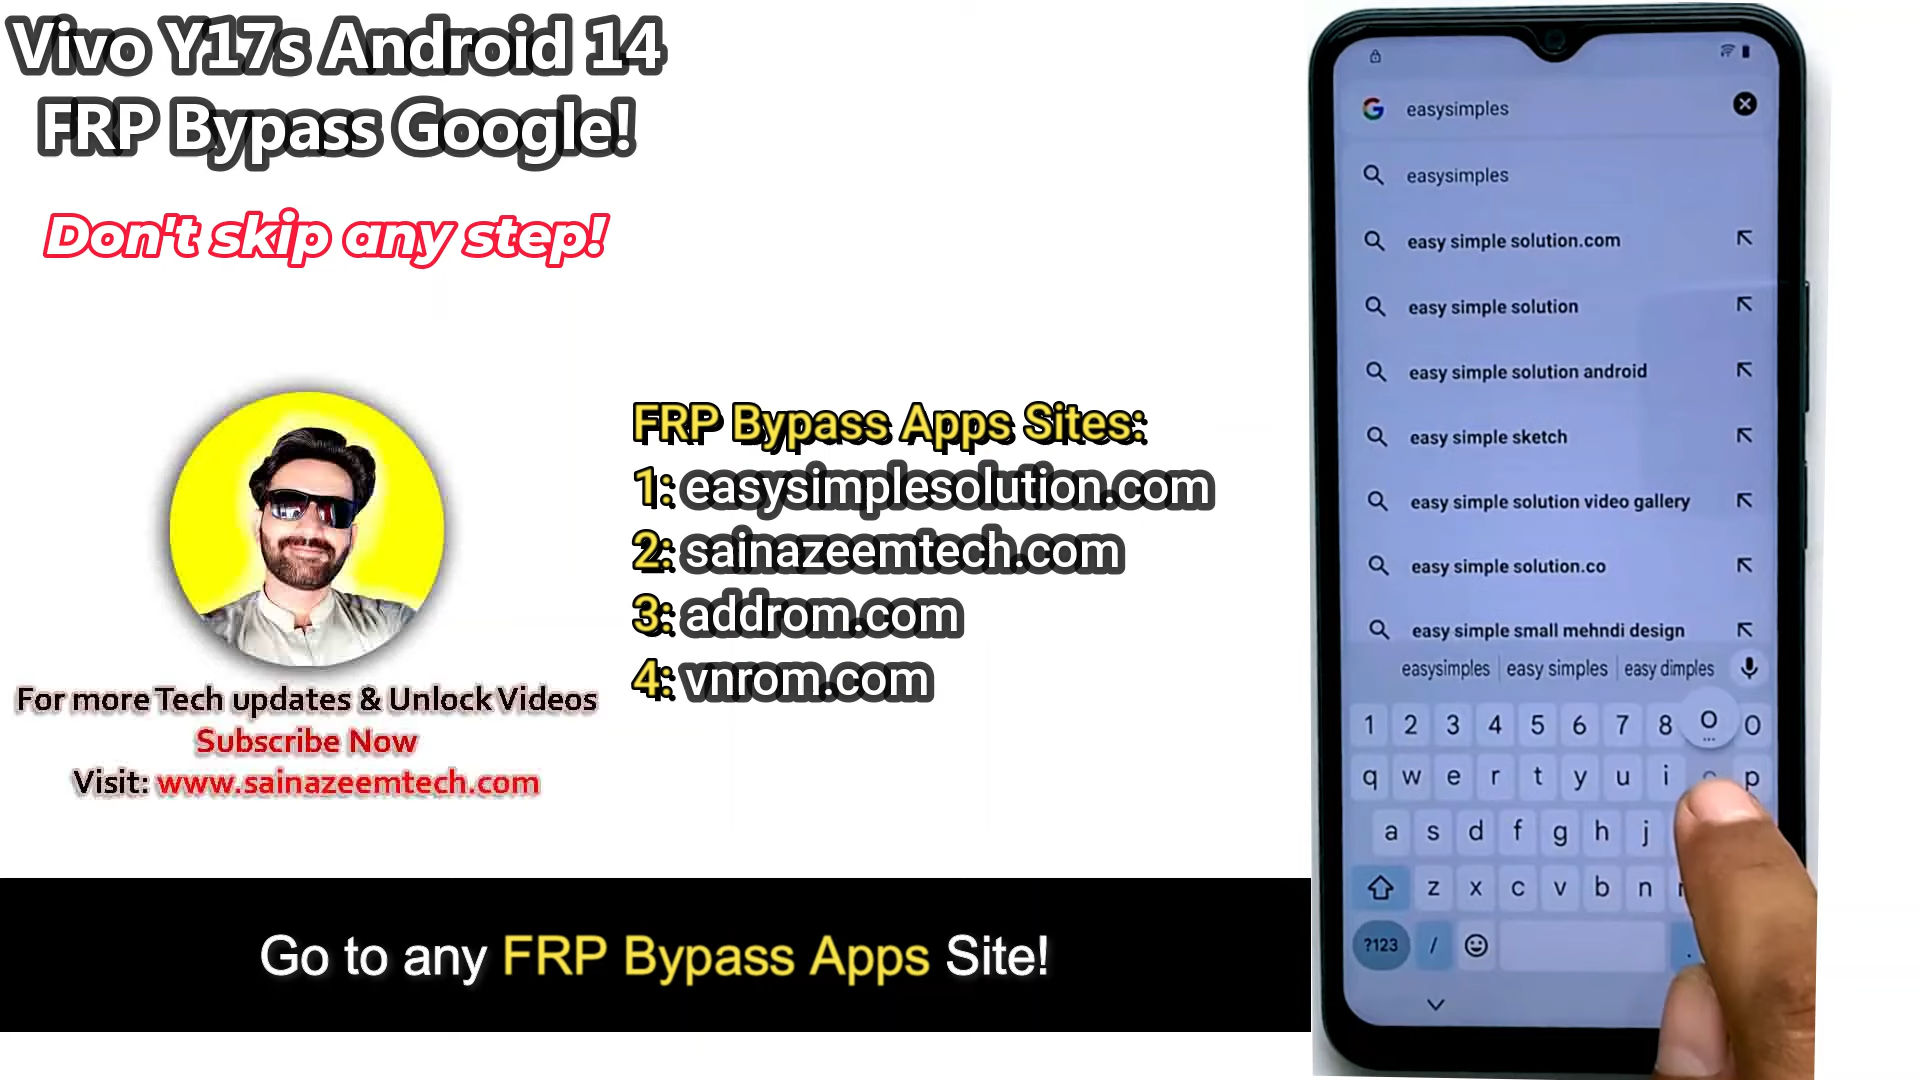 Vivo Y17s Android 14
FRP Bypass Google!
Don't skip any step!
For more Tech updates & Unlock Videos
Subscribe Now
Visit: www.sainazeemtech.com
FRP Bypass Apps Sites:
1: easysimplesolution.com
2: sainazeemtech.com
3: addrom.com
4: vnrom.com
Go to any FRP Bypass Apps Site!
easysimples
easysimples
easy simple solution.com
easy simple solution
easy simple solution android
easy simple sketch
easy simple solution video gallery
easy simple solution.co
easy simple small mehndi design
easysimples easy simples easy dimples
1 2 3 4 5 6 7 8 o 0
q w e r t y u i p
a s d f g h j
z x c v b n
?123 / .